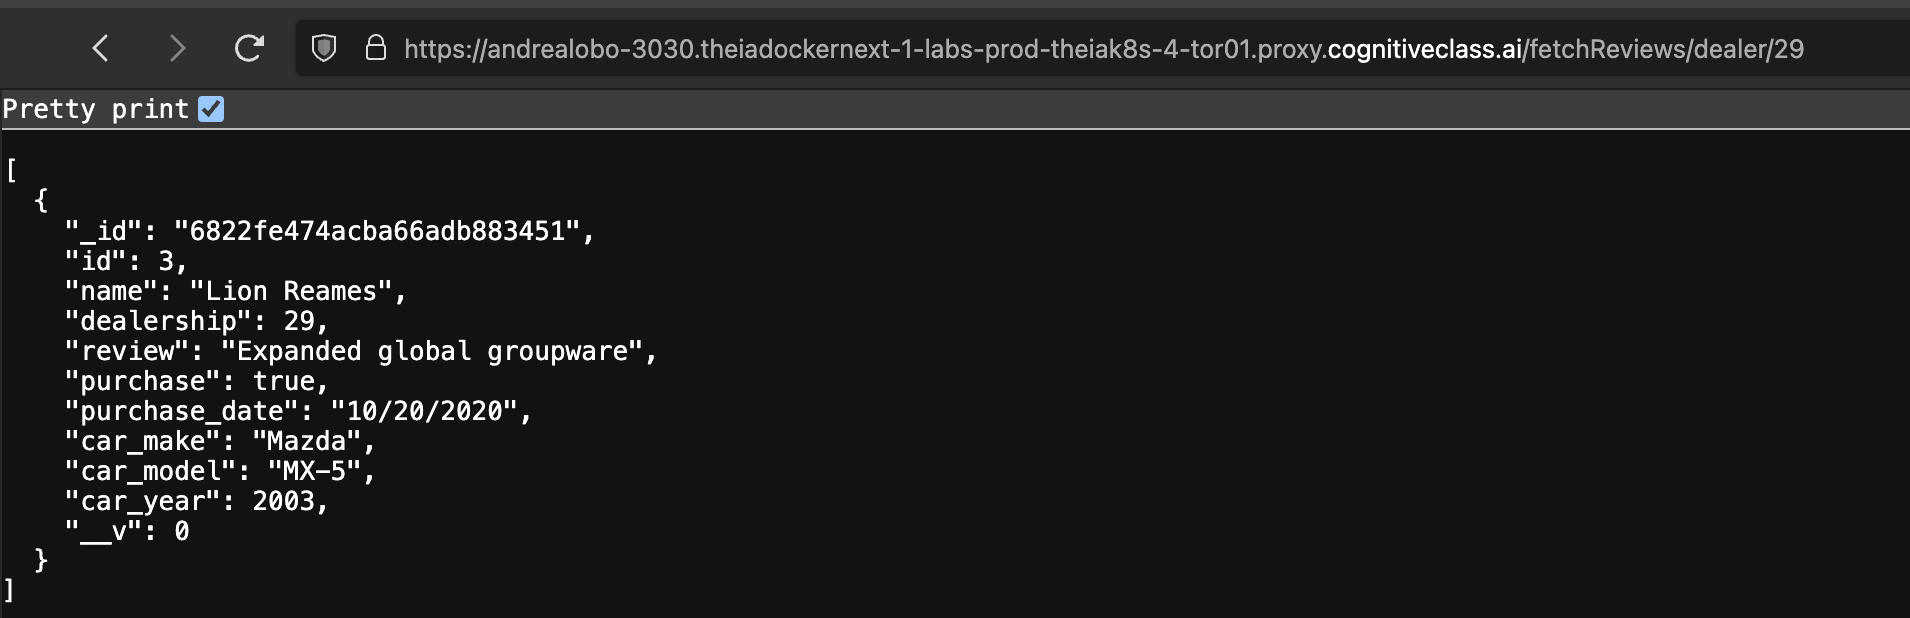 https://andrealobo-3030.theiadockernext-1-labs-prod-theiak8s-4-tor01.proxy.cognitiveclass.ai/fetchReviews/dealer/29
Pretty print
[
  {
    "_id": "6822fe474acba66adb883451",
    "id": 3,
    "name": "Lion Reames",
    "dealership": 29,
    "review": "Expanded global groupware",
    "purchase": true,
    "purchase_date": "10/20/2020",
    "car_make": "Mazda",
    "car_model": "MX-5",
    "car_year": 2003,
    "__v": 0
  }
]